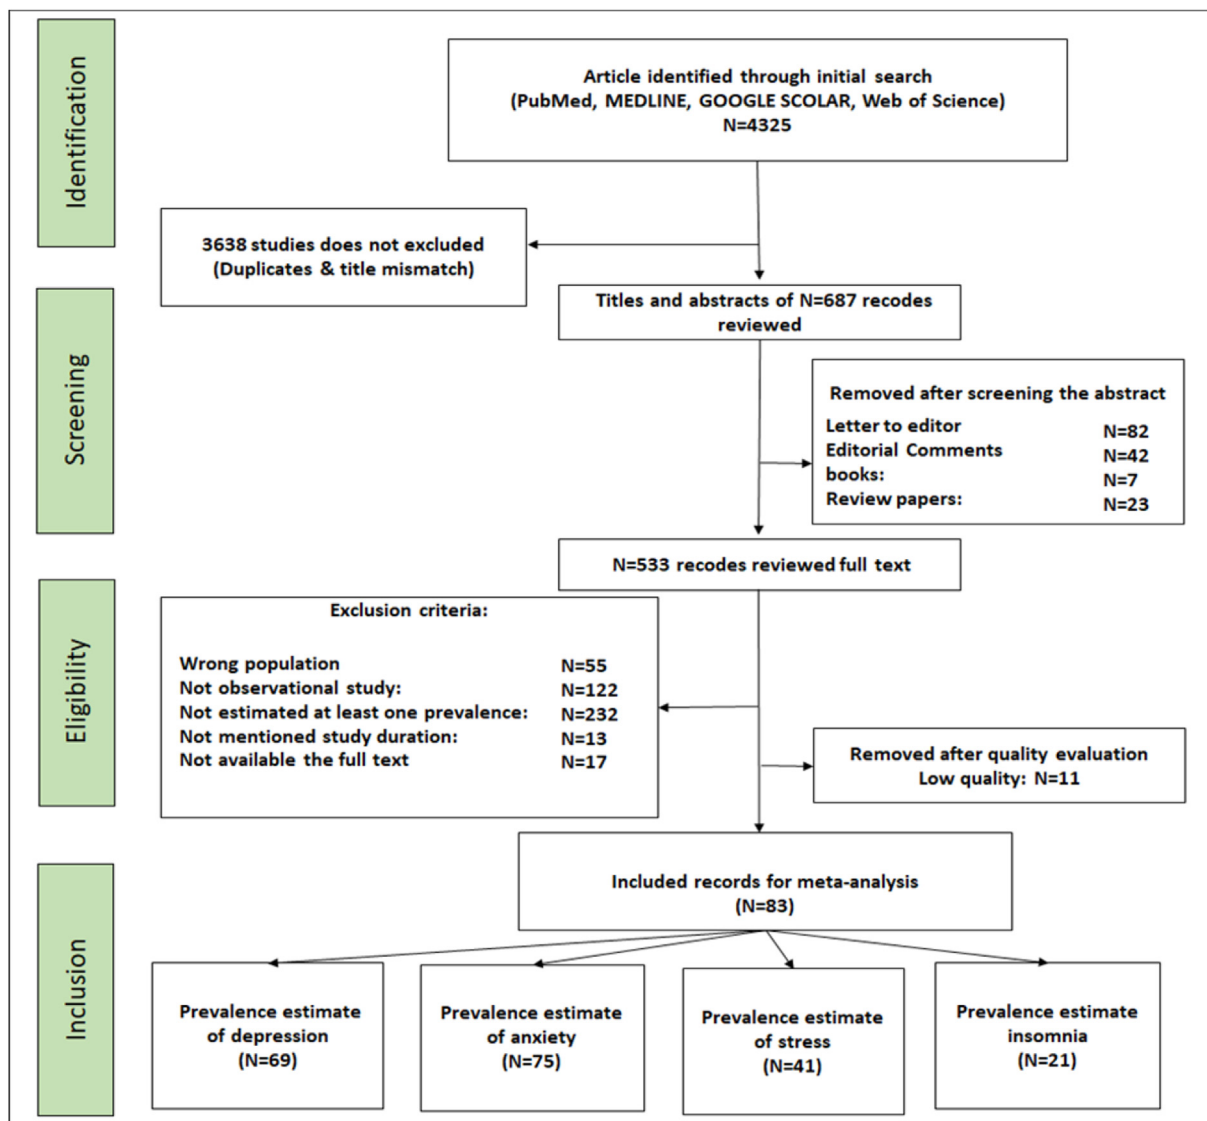 Identification
Article identified through initial search
(PubMed, MEDLINE, GOOGLE SCOLAR, Web of Science)
N=4325
3638 studies does not excluded
(Duplicates & title mismatch)
Screening
Titles and abstracts of N=687 recodes
reviewed
Removed after screening the abstract
Letter to editor N=82
Editorial Comments N=42
books: N=7
Review papers: N=23
N=533 recodes reviewed full text
Eligibility
Exclusion criteria:
Wrong population N=55
Not observational study: N=122
Not estimated at least one prevalence: N=232
Not mentioned study duration: N=13
Not available the full text N=17
Removed after quality evaluation
Low quality: N=11
Inclusion
Included records for meta-analysis
(N=83)
Prevalence estimate
of depression
(N=69)
Prevalence estimate
of anxiety
(N=75)
Prevalence estimate
of stress
(N=41)
Prevalence estimate
insomnia
(N=21)